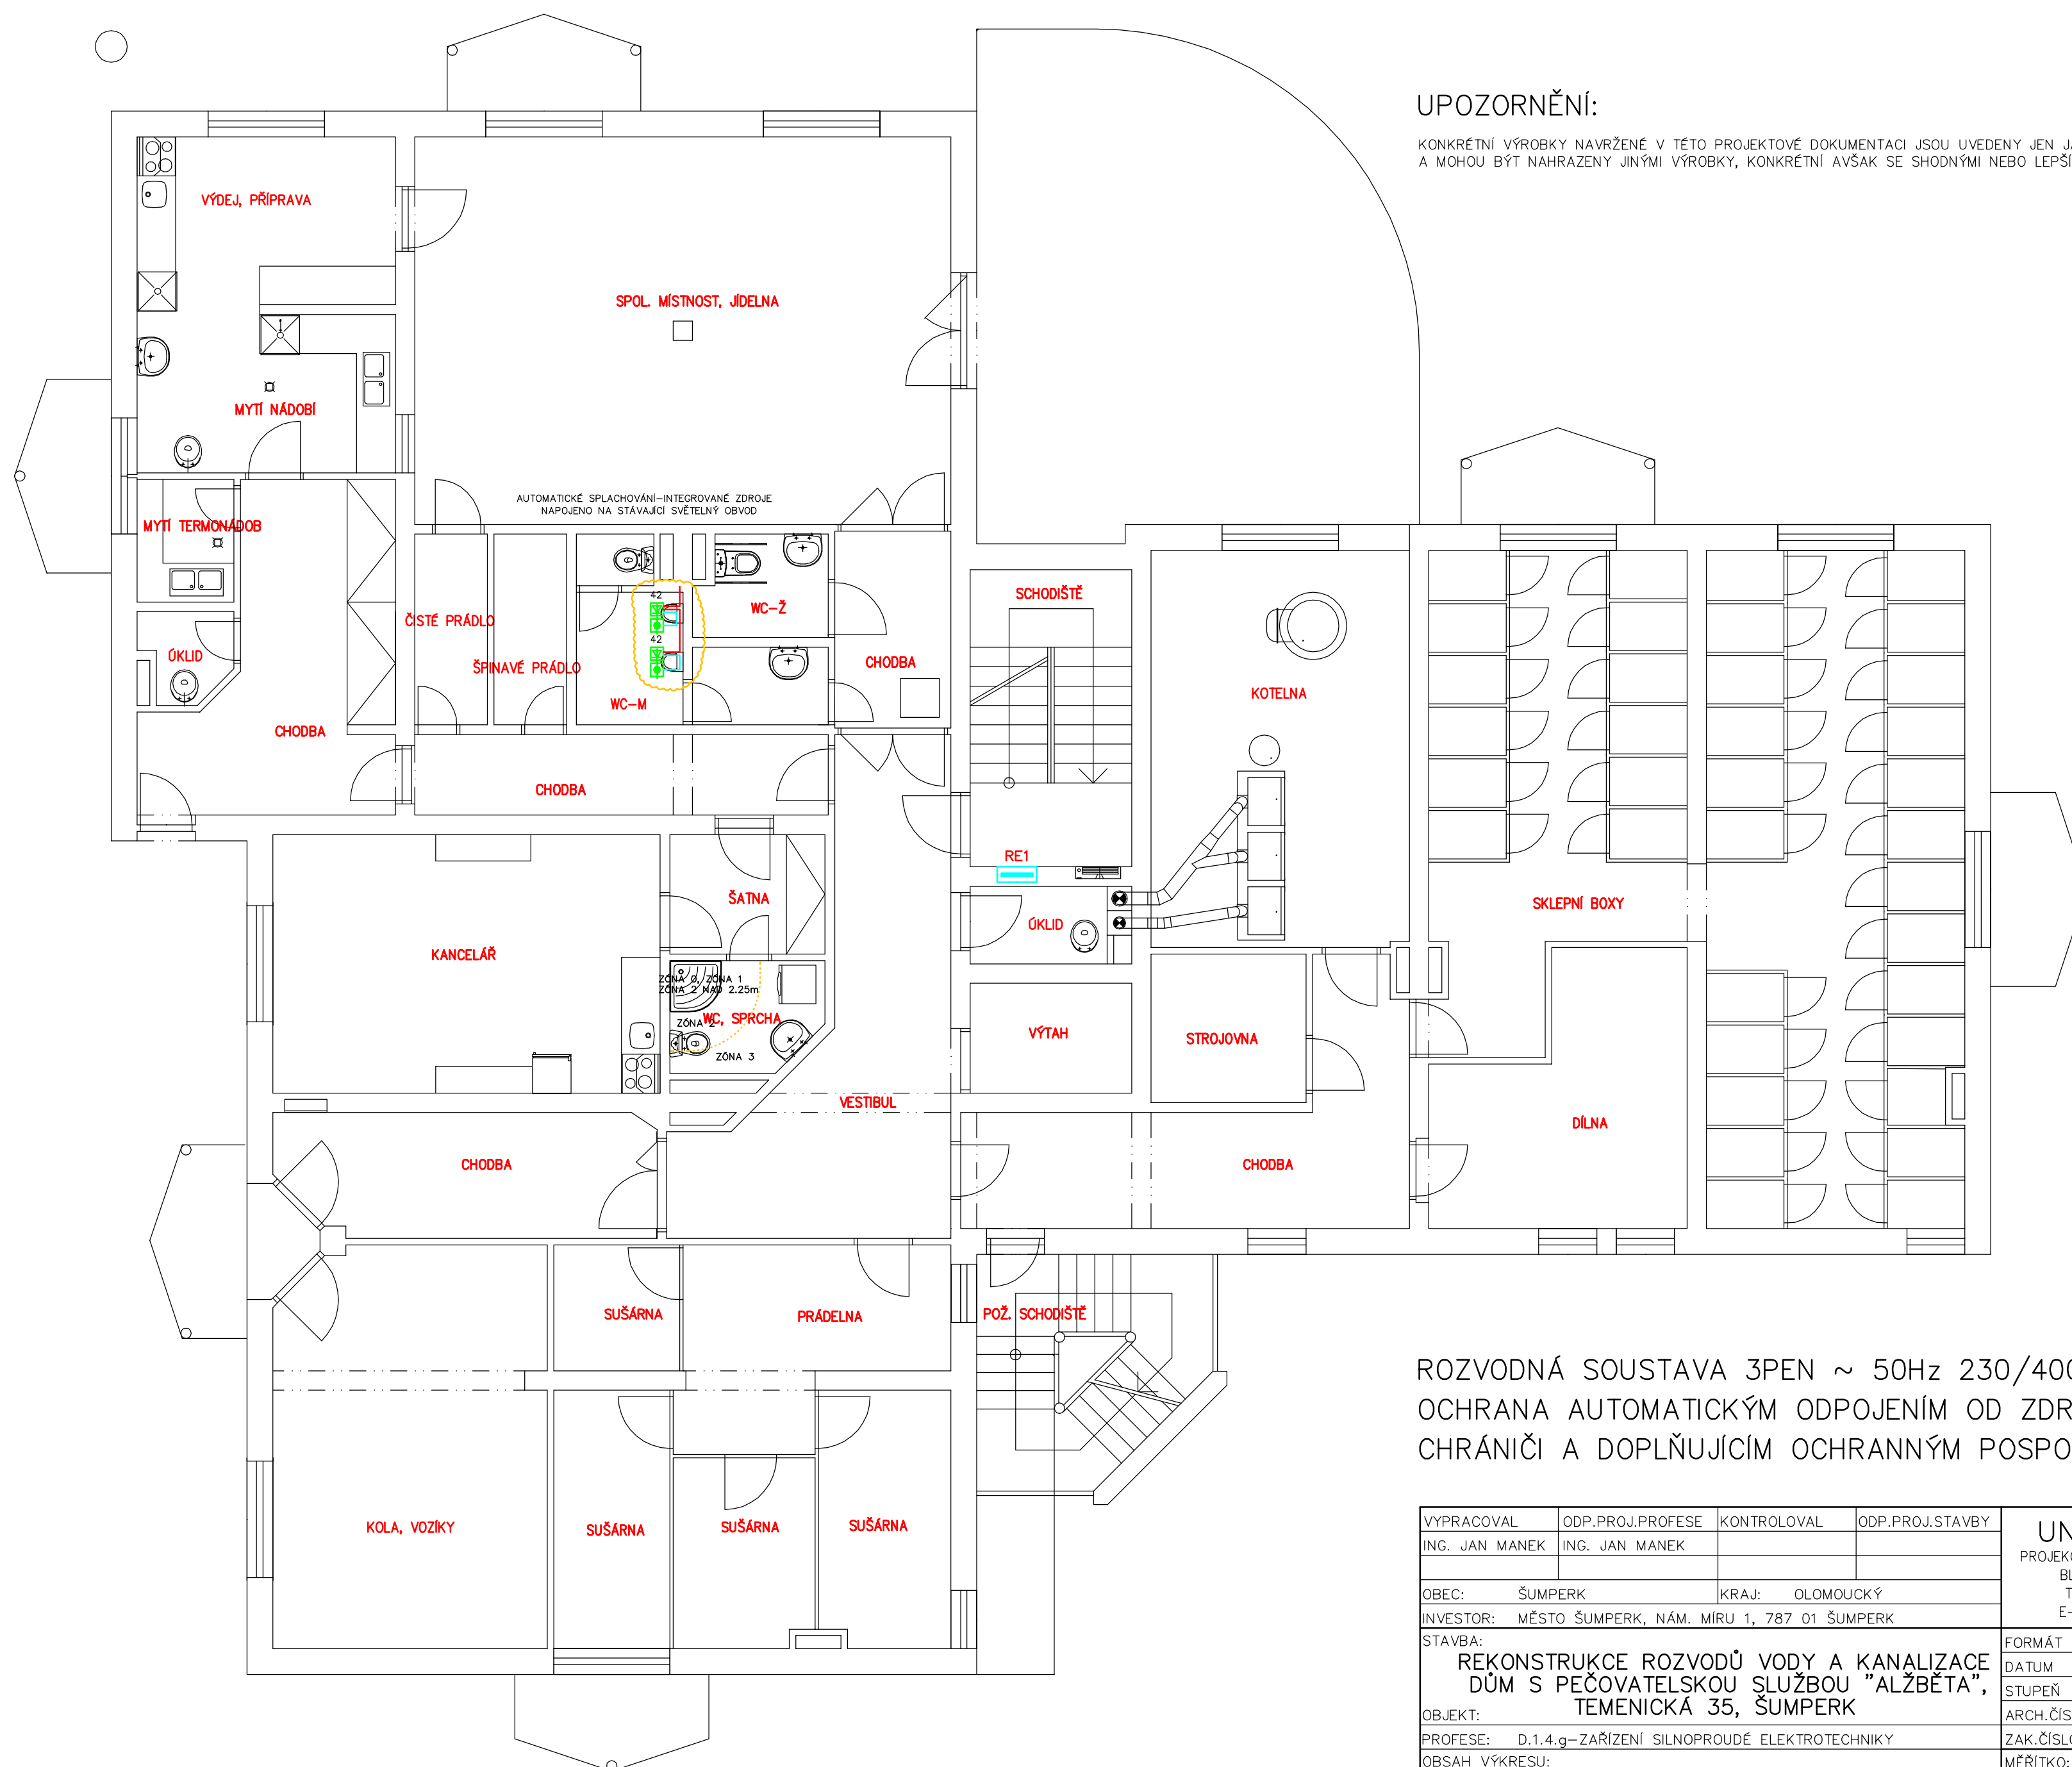 UPOZORNĚNÍ:
KONKRÉTNÍ VÝROBKY NAVRŽENÉ V TÉTO PROJEKTOVÉ DOKUMENTACI JSOU UVEDENY JEN
A MOHOU BÝT NAHRAZENY JINÝMI VÝROBKY, KONKRÉTNÍ AVŠAK SE SHODNÝMI NEBO
VÝDEJ, PŘÍPRAVA
SPOL. MÍSTNOST, JÍDELNA
MYTÍ NÁDOBÍ
AUTOMATICKÉ SPLACHOVÁNÍ-INTEGROVANÉ ZDROJE
NAPOJENO NA STÁVAJÍCÍ SVĚTELNÝ OBVOD
MYTÍ TERMONÁDOB
SCHODIŠTĚ
42
WC-Ž
ČISTÉ PRÁDLO
42
ÚKLID
ŠPINAVÉ PRÁDLO
CHODBA
KOTELNA
WC-M
CHODBA
CHODBA
RE1
ŠATNA
SKLEPNÍ BOXY
ÚKLID
KANCELÁŘ
ZÓNA 0, ZÓNA 1
ZÓNA 2 NAD 2.25m
WC, SPRCHA
ZÓNA 2
VÝTAH
STROJOVNA
ZÓNA 3
VESTIBUL
DÍLNA
CHODBA
CHODBA
SUŠÁRNA
PRÁDELNA
POŽ. SCHODIŠTĚ
ROZVODNÁ SOUSTAVA 3PEN ~ 50Hz 230/400
OCHRANA AUTOMATICKÝM ODPOJENÍM OD ZDR
CHRÁNIČI A DOPLŇUJÍCÍM OCHRANNÝM POSPO
KOLA, VOZÍKY
SUŠÁRNA
SUŠÁRNA
SUŠÁRNA
VYPRACOVAL ODP.PROJ.PROFESE KONTROLOVAL ODP.PROJ.STAVBY
UN
ING. JAN MANEK ING. JAN MANEK
PROJEK
BL
T
E-
OBEC: ŠUMPERK KRAJ: OLOMOUCKÝ
INVESTOR: MĚSTO ŠUMPERK, NÁM. MÍRU 1, 787 01 ŠUMPERK
STAVBA:
REKONSTRUKCE ROZVODŮ VODY A KANALIZACE
DŮM S PEČOVATELSKOU SLUŽBOU "ALŽBĚTA",
TEMENICKÁ 35, ŠUMPERK
OBJEKT:
FORMÁT
DATUM
STUPEŇ
ARCH.ČÍS
PROFESE: D.1.4.g-ZAŘÍZENÍ SILNOPROUDÉ ELEKTROTECHNIKY
ZAK.ČÍSLO
OBSAH VÝKRESU:
MĚŘÍTKO: